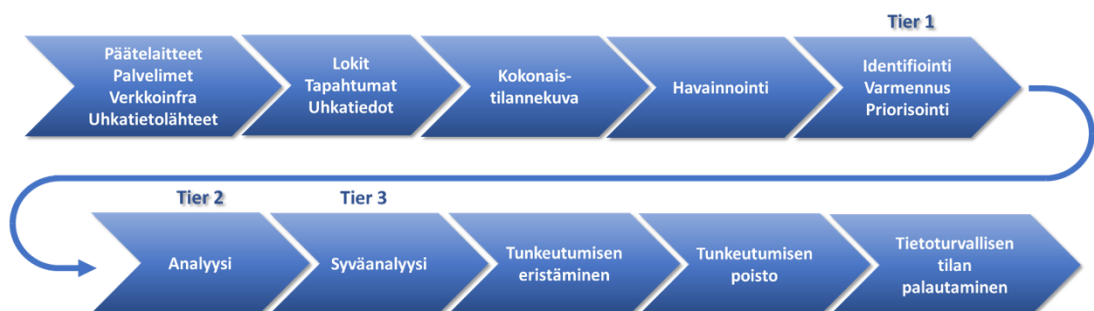 Tier 1
Päätelaitteet
Palvelimet
Verkkoinfra
Uhkatietolähteet
Lokit
Tapahtumat
Uhkatiedot
Kokonais-
tilannekuva
Havainnointi
Identifiointi
Varmennus
Priorisointi
Tier 2
Tier 3
Analyysi
Syväanalyysi
Tunkeutumisen
eristäminen
Tunkeutumisen
poisto
Tietoturvallisen
tilan
palautaminen